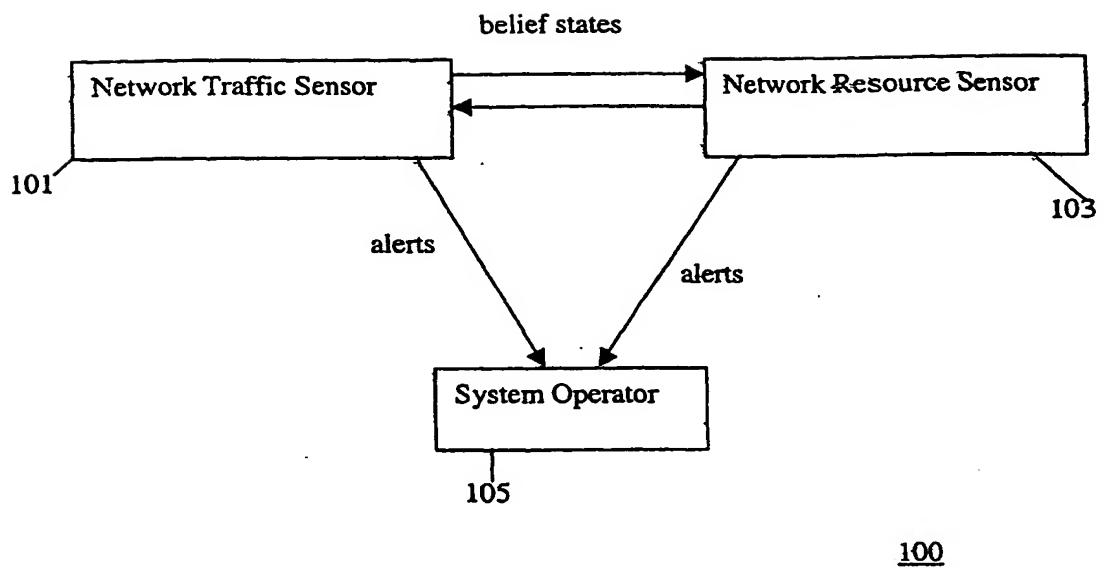 belief states
Network Traffic Sensor
Network Resource Sensor
101
103
alerts
alerts
System Operator
105
100